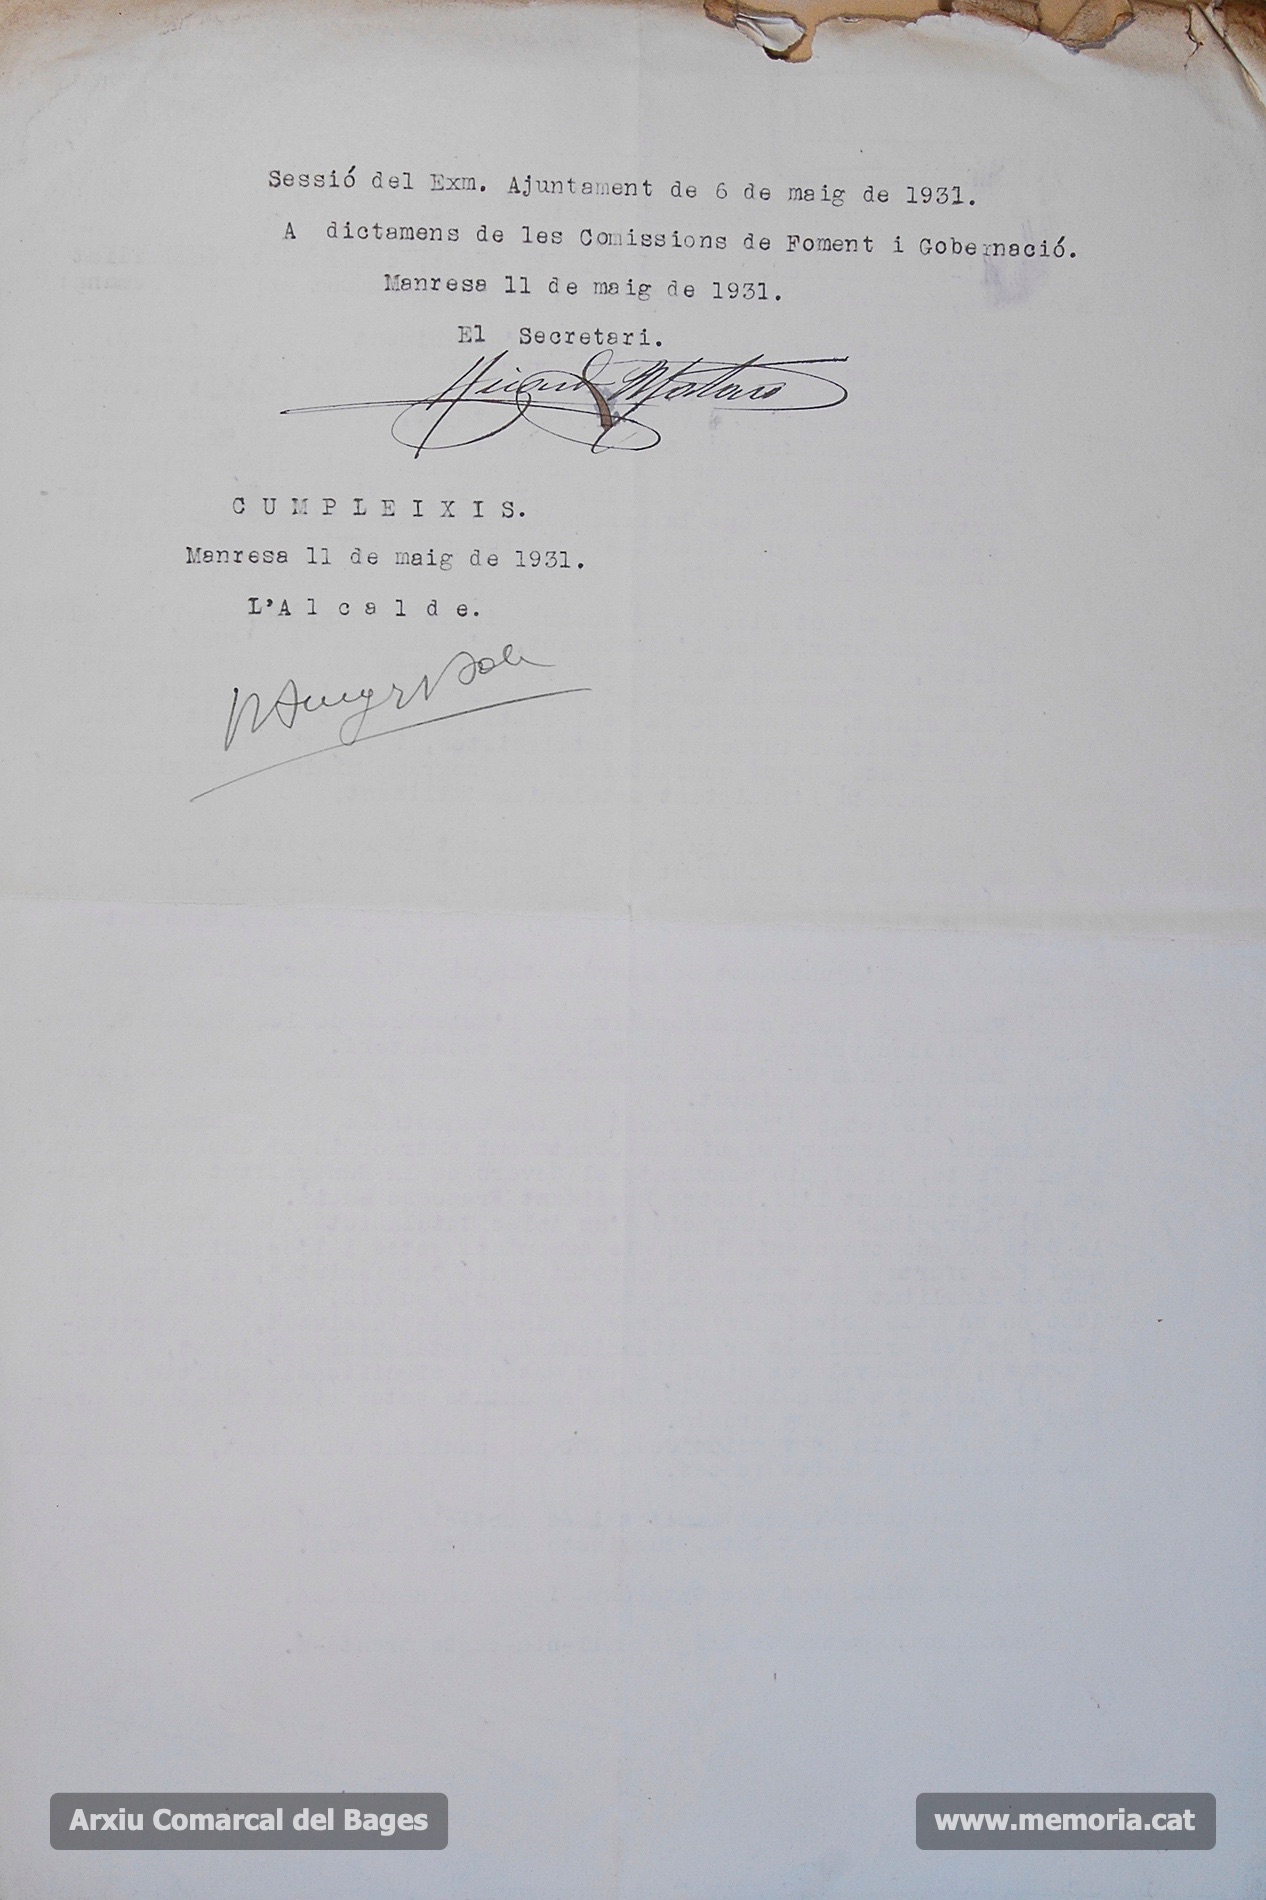 Sessió del Exm. Ajuntament de 6 de maig de 1931.
A dictamens de les Comissions de Foment i Gobernació.
Manresa 11 de maig de 1931.
El Secretari.
CUMPLEIXIS.
Manresa 11 de maig de 1931.
L'Alcalde.
Arxiu Comarcal del Bages
www.memoria.cat